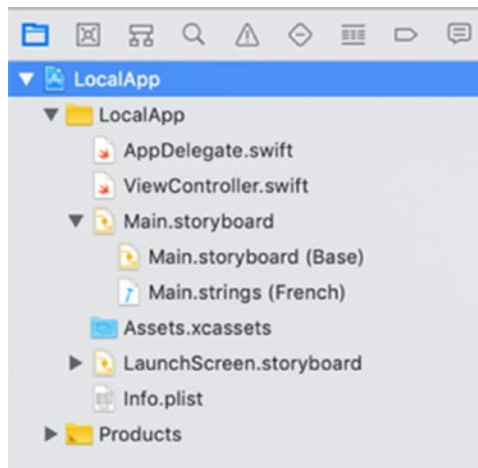 LocalApp
LocalApp
AppDelegate.swift
ViewController.swift
Main.storyboard
Main.storyboard (Base)
Main.strings (French)
Assets.xcassets
LaunchScreen.storyboard
Info.plist
Products